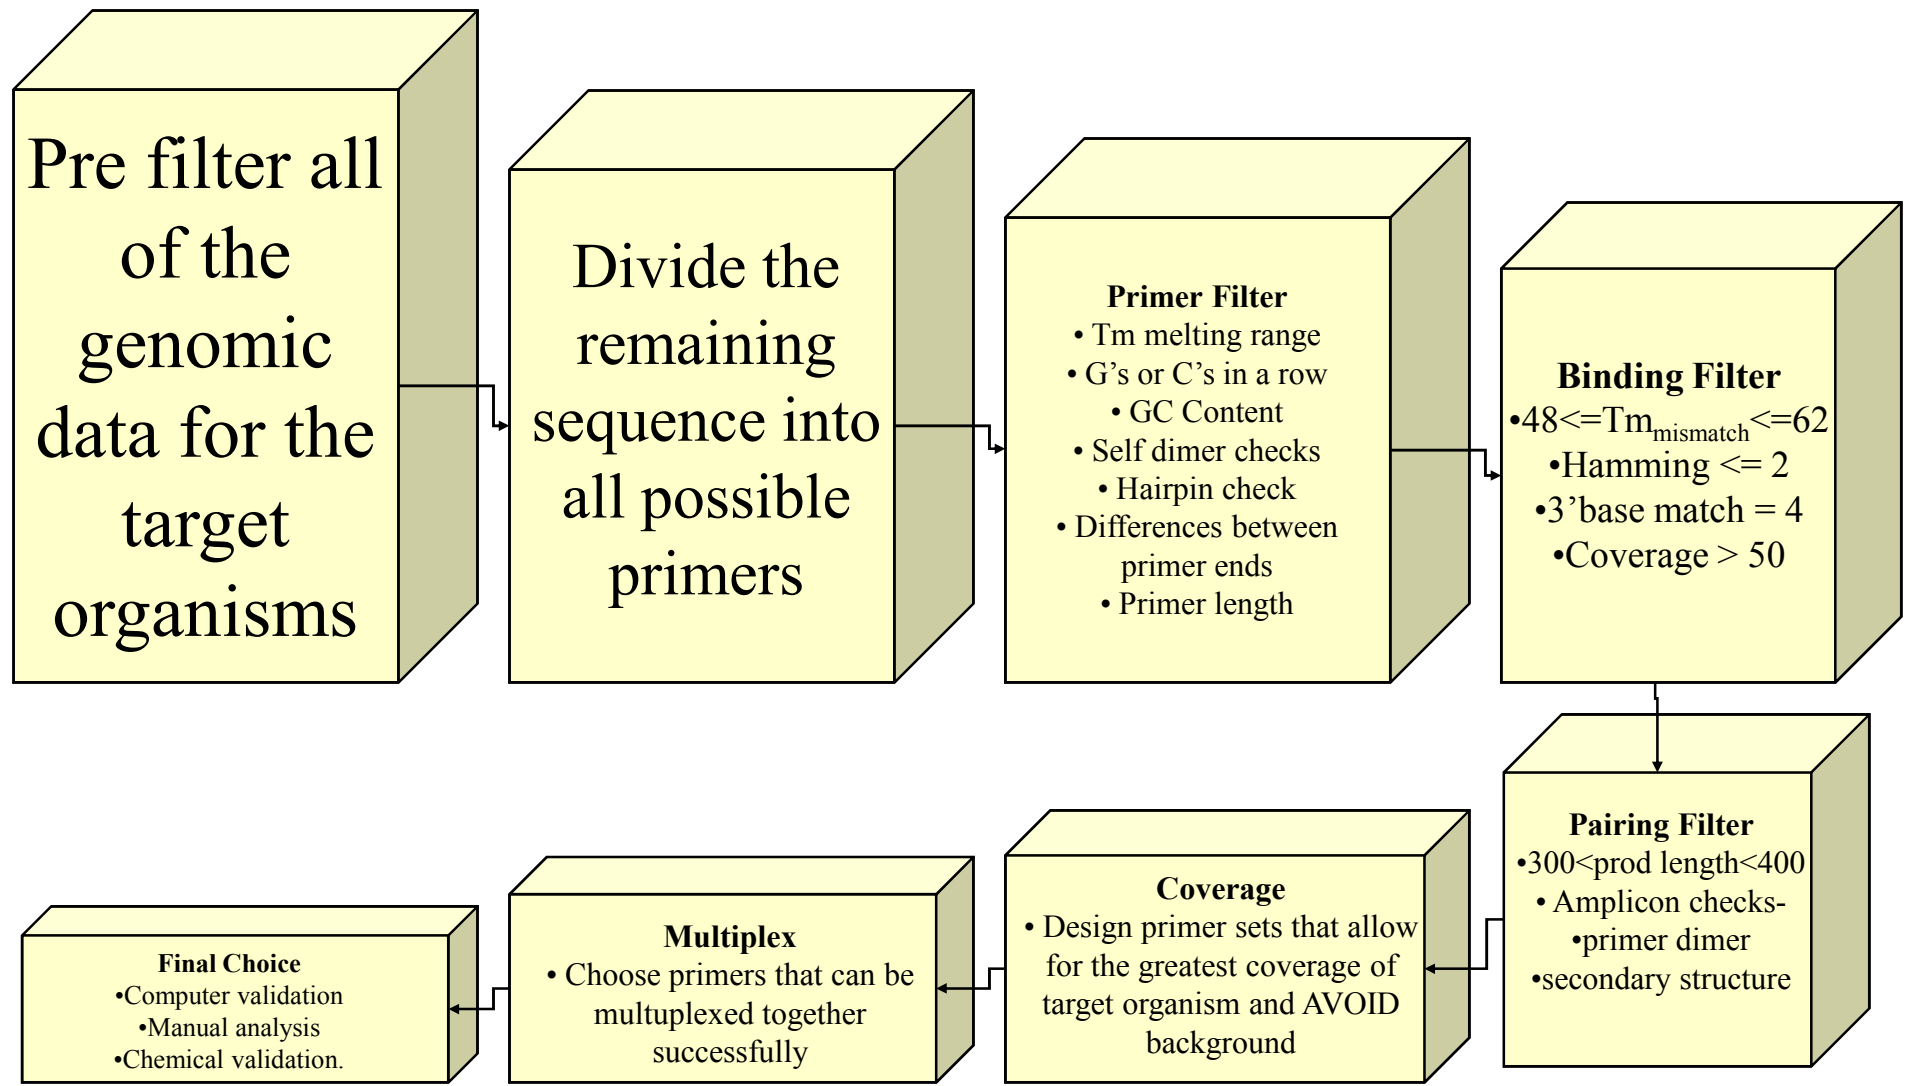 Pre filter all
of the
genomic
data for the
target
organisms
Divide the
remaining
sequence into
all possible
primers
Primer Filter
• Tm melting range
• G’s or C’s in a row
• GC Content
• Self dimer checks
• Hairpin check
• Differences between
primer ends
• Primer length
Binding Filter
•48<=Tmmismatch<=62
•Hamming <= 2
•3’base match = 4
•Coverage > 50
Pairing Filter
•300<prod length<400
• Amplicon checks-
•primer dimer
•secondary structure
Coverage
• Design primer sets that allow
for the greatest coverage of
target organism and AVOID
background
Multiplex
• Choose primers that can be
multuplexed together
successfully
Final Choice
•Computer validation
•Manual analysis
•Chemical validation.